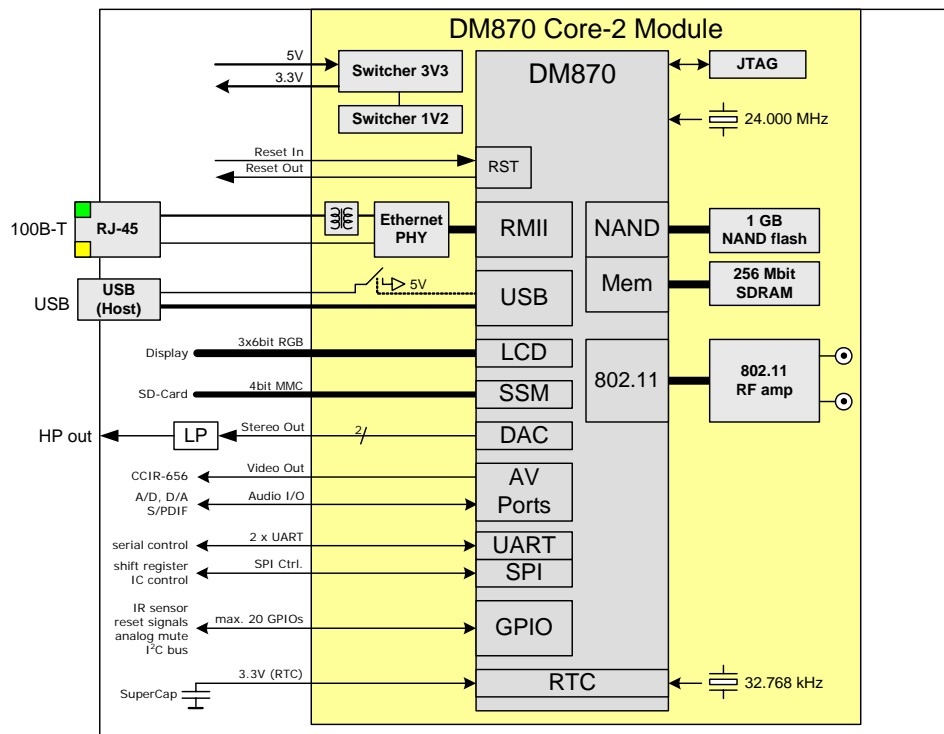 DM870 Core-2 Module
5V
3.3V
Switcher 3V3
Switcher 1V2
DM870
JTAG
24.000 MHz
Reset In
Reset Out
RST
100B-T
RJ-45
Ethernet
PHY
RMII
NAND
1 GB
NAND flash
USB
USB
(Host)
5V
USB
Mem
256 Mbit
SDRAM
Display
3x6bit RGB
LCD
802.11
802.11
RF amp
SD-Card
4bit MMC
SSM
HP out
LP
Stereo Out
2/
DAC
CCIR-656
Video Out
A/D, D/A
S/PDIF
Audio I/O
AV
Ports
serial control
2 x UART
UART
shift register
IC control
SPI Ctrl.
SPI
IR sensor
reset signals
analog mute
I²C bus
max. 20 GPIOs
GPIO
SuperCap
3.3V (RTC)
RTC
32.768 kHz